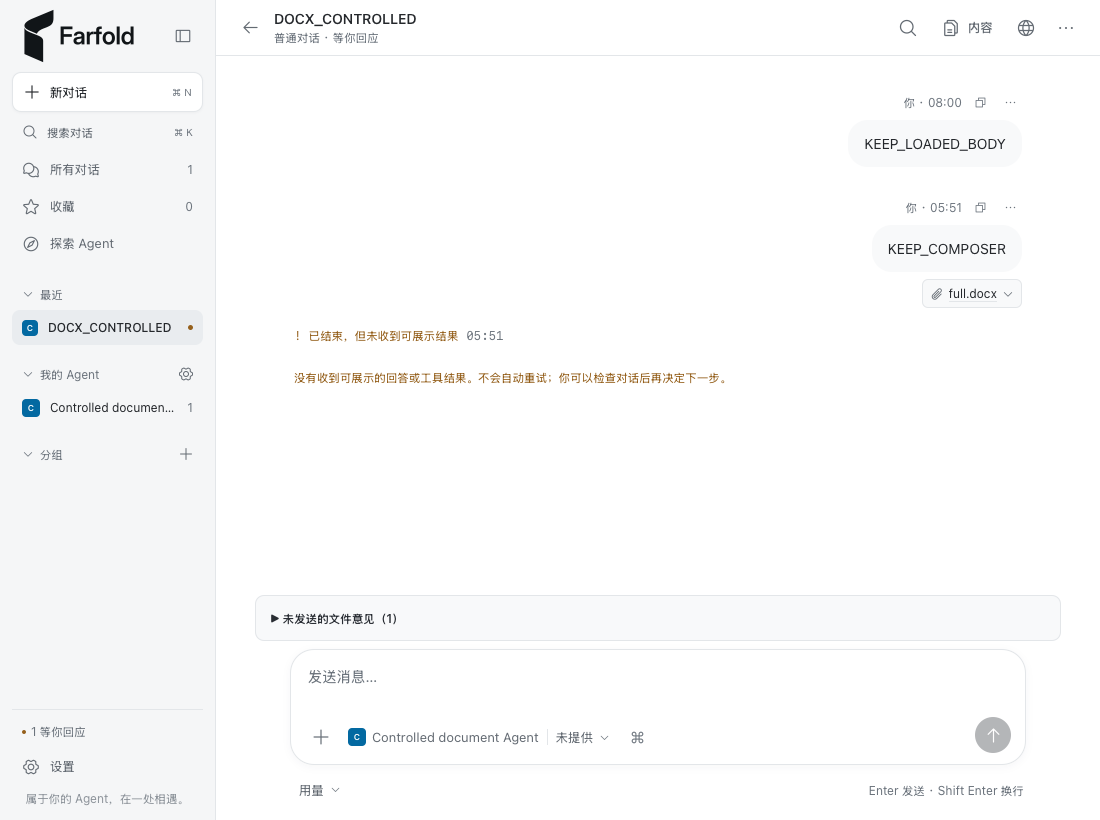 Farfold
新对话 ⌘ N
搜索对话 ⌘ K
所有对话 1
收藏 0
探索 Agent
最近
C DOCX_CONTROLLED
我的 Agent
C Controlled documen... 1
分组
1 等你回应
设置
属于你的 Agent，在一处相遇。
DOCX_CONTROLLED
普通对话 · 等你回应
内容
你 · 08:00
KEEP_LOADED_BODY
你 · 05:51
KEEP_COMPOSER
full.docx
! 已结束，但未收到可展示结果 05:51
没有收到可展示的回答或工具结果。不会自动重试；你可以检查对话后再决定下一步。
未发送的文件意见（1）
发送消息...
C Controlled document Agent 未提供 ⌘
用量
Enter 发送 · Shift Enter 换行